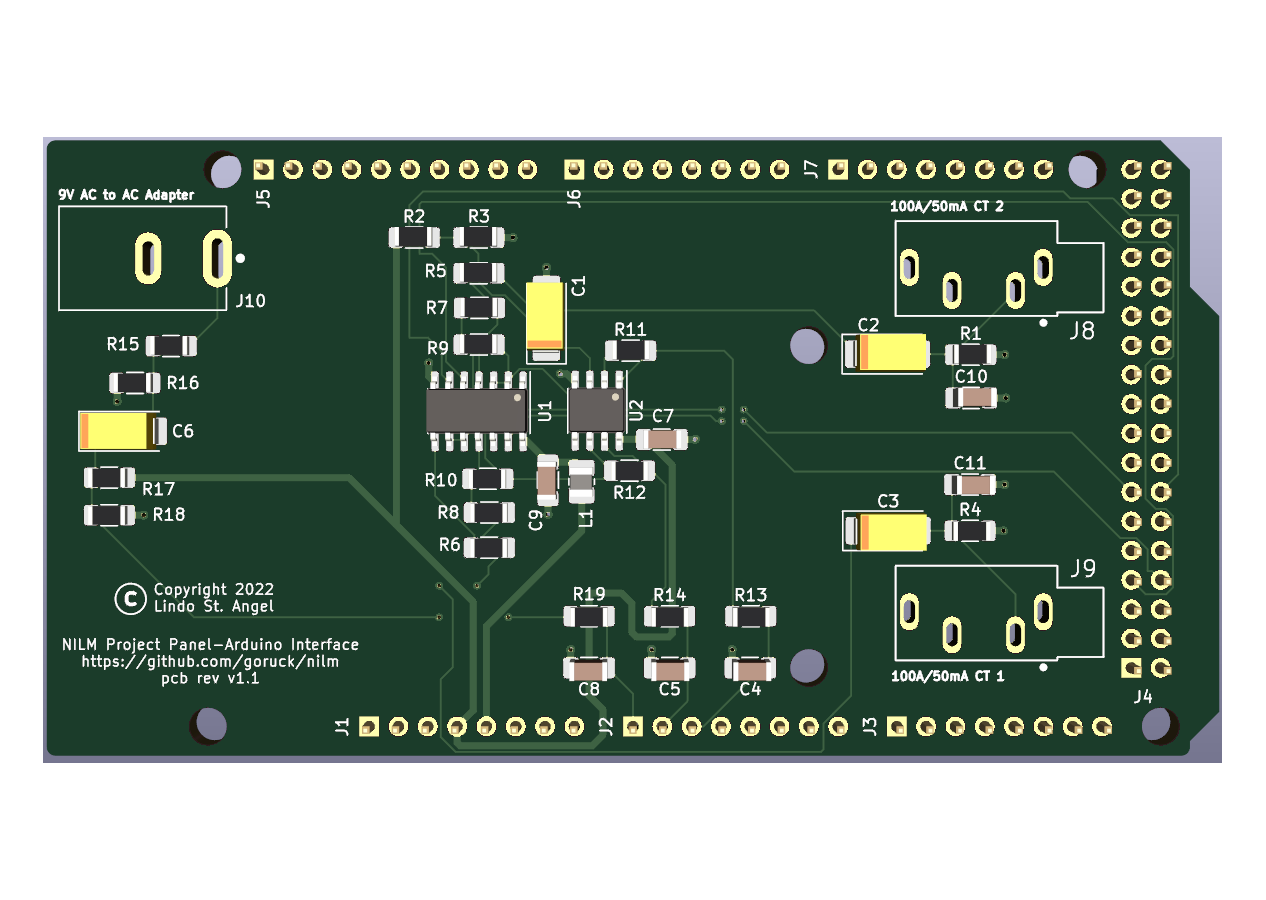 J5
J6
J7
9V AC to AC Adapter
100A/50mA CT 2
R2
R3
R5
C1
J10
R7
R11
C2
R1
J8
R15
R9
R16
C10
U1
U2
C7
C6
C11
R10
R12
R17
C9
L1
C3
R18
R8
R4
R6
J9
© Copyright 2022
Lindo St. Angel
R19
R14
R13
NILM Project Panel-Arduino Interface
https://github.com/goruck/nilm
pcb rev v1.1
100A/50mA CT 1
C8
C5
C4
J4
J1
J2
J3